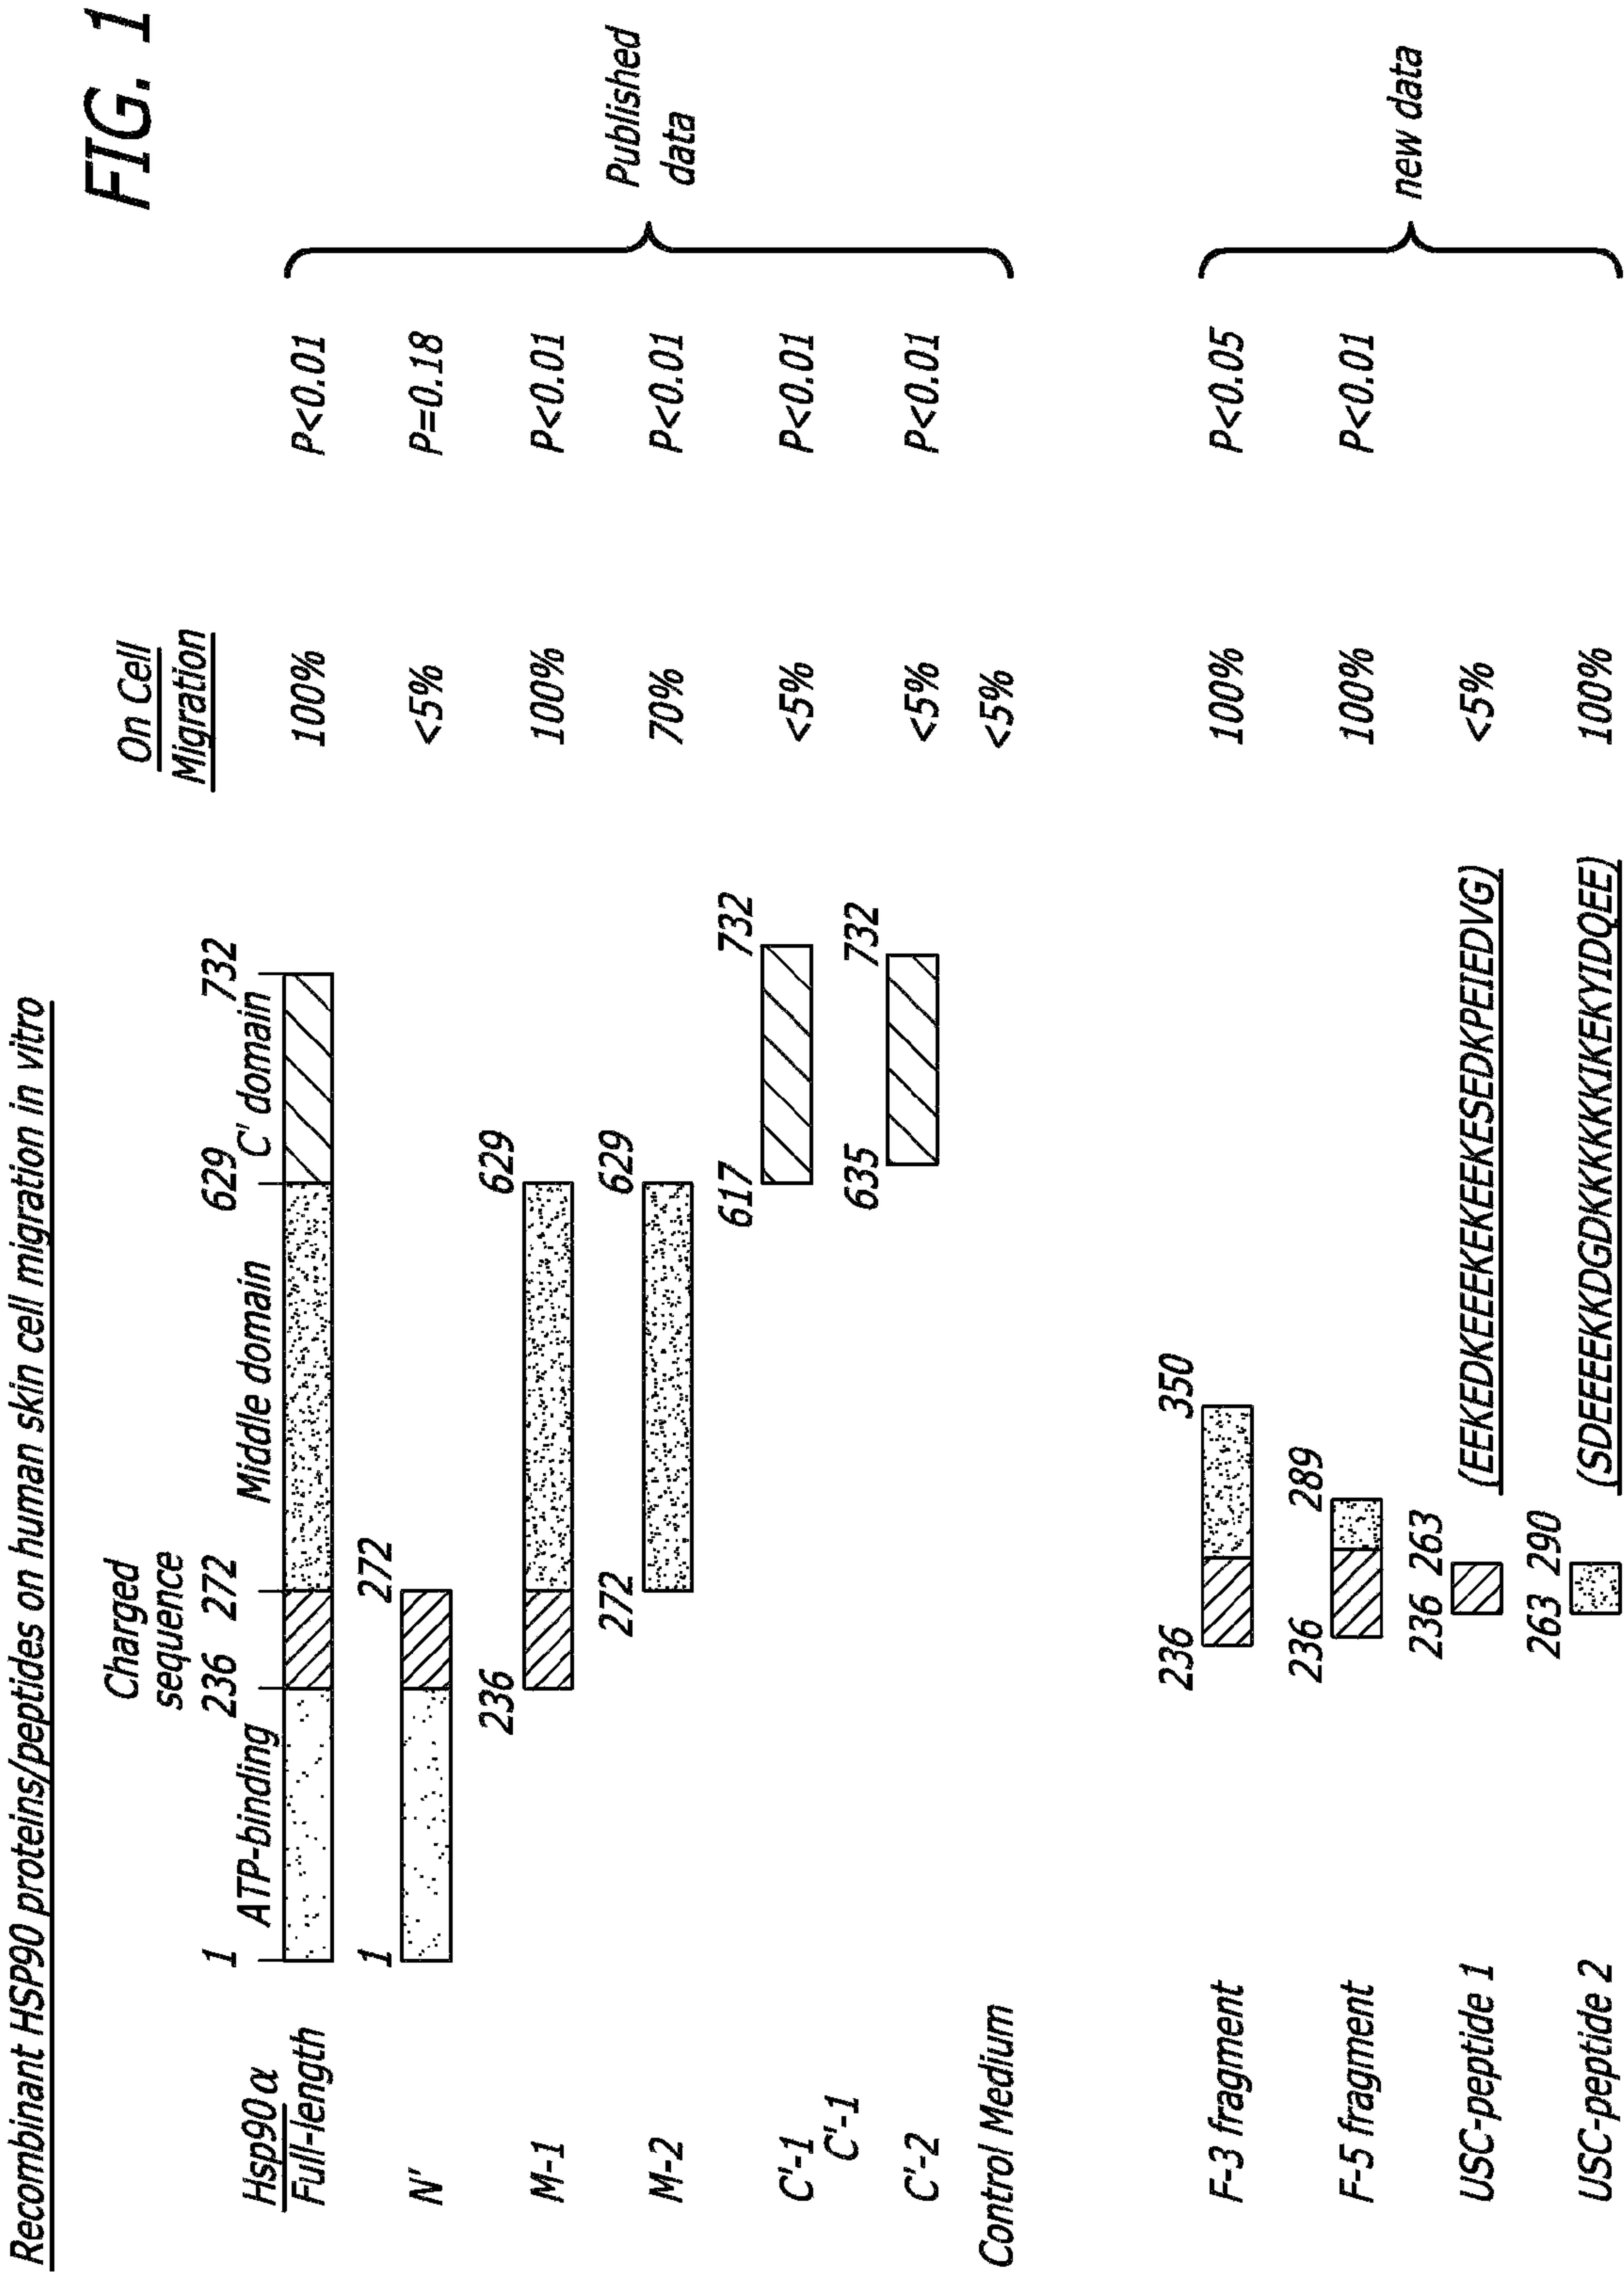 FIG. 1
Recombinant HSP90 proteins/peptides on human skin cell migration in vitro
Charged
sequence
On Cell
Migration
1 236 272 629 732
Hsp90α ATP-binding Middle domain C' domain
Full-length 100% P<0.01
1 272
N' <5% P=0.18
236 629
M-1 100% P<0.01
272 629
M-2 70% P<0.01
617 732
C'-1 <5% P<0.01
C'-1
635 732
C'-2 <5% P<0.01
Control Medium <5%
Published
data
236 350
F-3 fragment 100% P<0.05
236 289
F-5 fragment 100% P<0.01
236 263
USC-peptide 1 (EEKEDKEEEKEKEEKESEDKPEIEDVG) <5%
263 290
USC-peptide 2 (SDEEEEKKDGDKKKKKKIKEKYIDQEE) 100%
new data